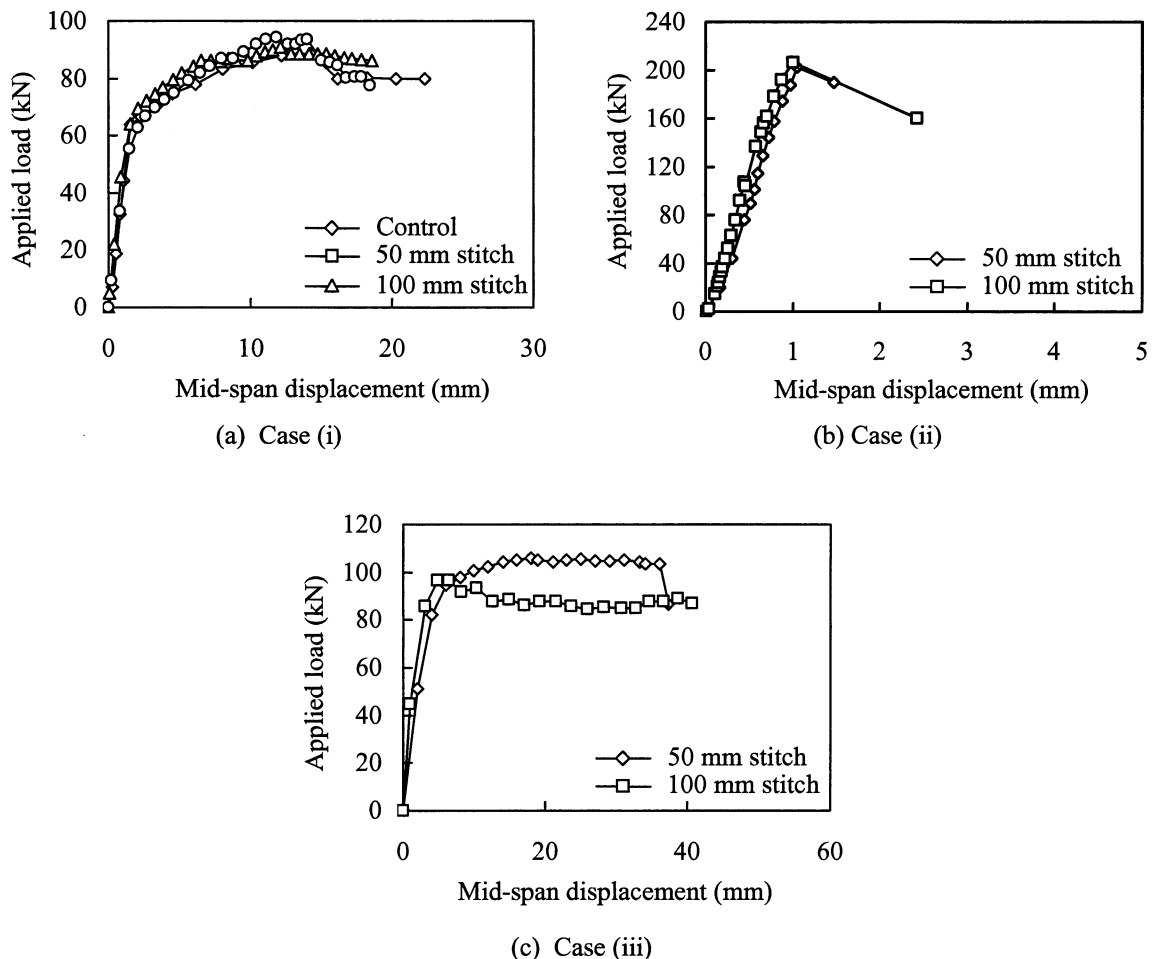 100
80
60
40
20
0
Applied load (kN)
Control
50 mm stitch
100 mm stitch
0 10 20 30
Mid-span displacement (mm)
(a) Case (i)
240
200
160
120
80
40
0
Applied load (kN)
50 mm stitch
100 mm stitch
0 1 2 3 4 5
Mid-span displacement (mm)
(b) Case (ii)
120
100
80
60
40
20
0
Applied load (kN)
50 mm stitch
100 mm stitch
0 20 40 60
Mid-span displacement (mm)
(c) Case (iii)